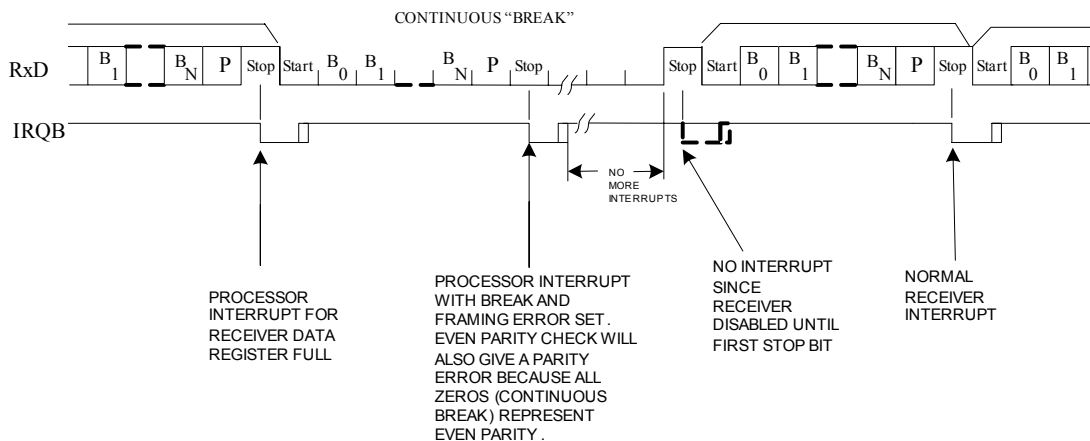 CONTINUOUS “BREAK”
RxD B1 BN P Stop Start B0 B1 BN P Stop Stop Start B0 B1 BN P Stop Start B0 B1
IRQB
NO
MORE
INTERRUPTS
PROCESSOR
INTERRUPT FOR
RECEIVER DATA
REGISTER FULL
PROCESSOR INTERRUPT
WITH BREAK AND
FRAMING ERROR SET .
EVEN PARITY CHECK WILL
ALSO GIVE A PARITY
ERROR BECAUSE ALL
ZEROS (CONTINUOUS
BREAK ) REPRESENT
EVEN PARITY .
NO INTERRUPT
SINCE
RECEIVER
DISABLED UNTIL
FIRST STOP BIT
NORMAL
RECEIVER
INTERRUPT